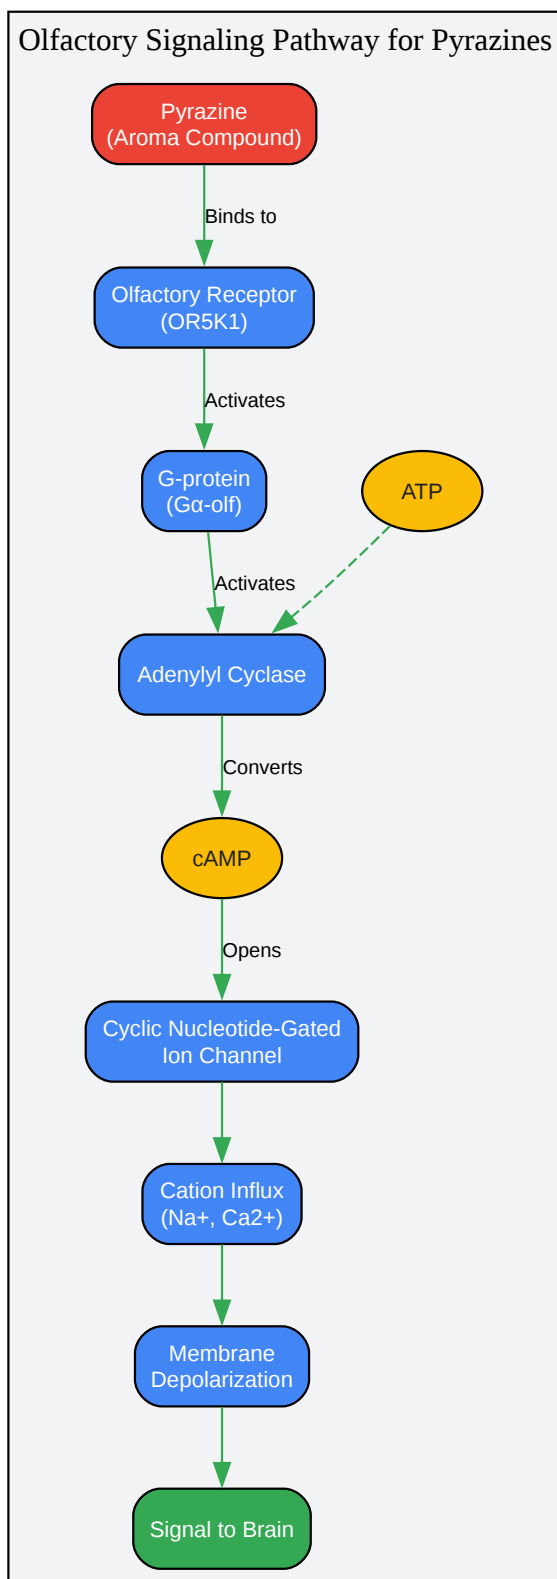 Olfactory Signaling Pathway for Pyrazines
Pyrazine
(Aroma Compound)
Binds to
Olfactory Receptor
(OR5K1)
Activates
G-protein
(Gα-olf)
ATP
Activates
Adenylyl Cyclase
Converts
cAMP
Opens
Cyclic Nucleotide-Gated
Ion Channel
Cation Influx
(Na+, Ca2+)
Membrane
Depolarization
Signal to Brain